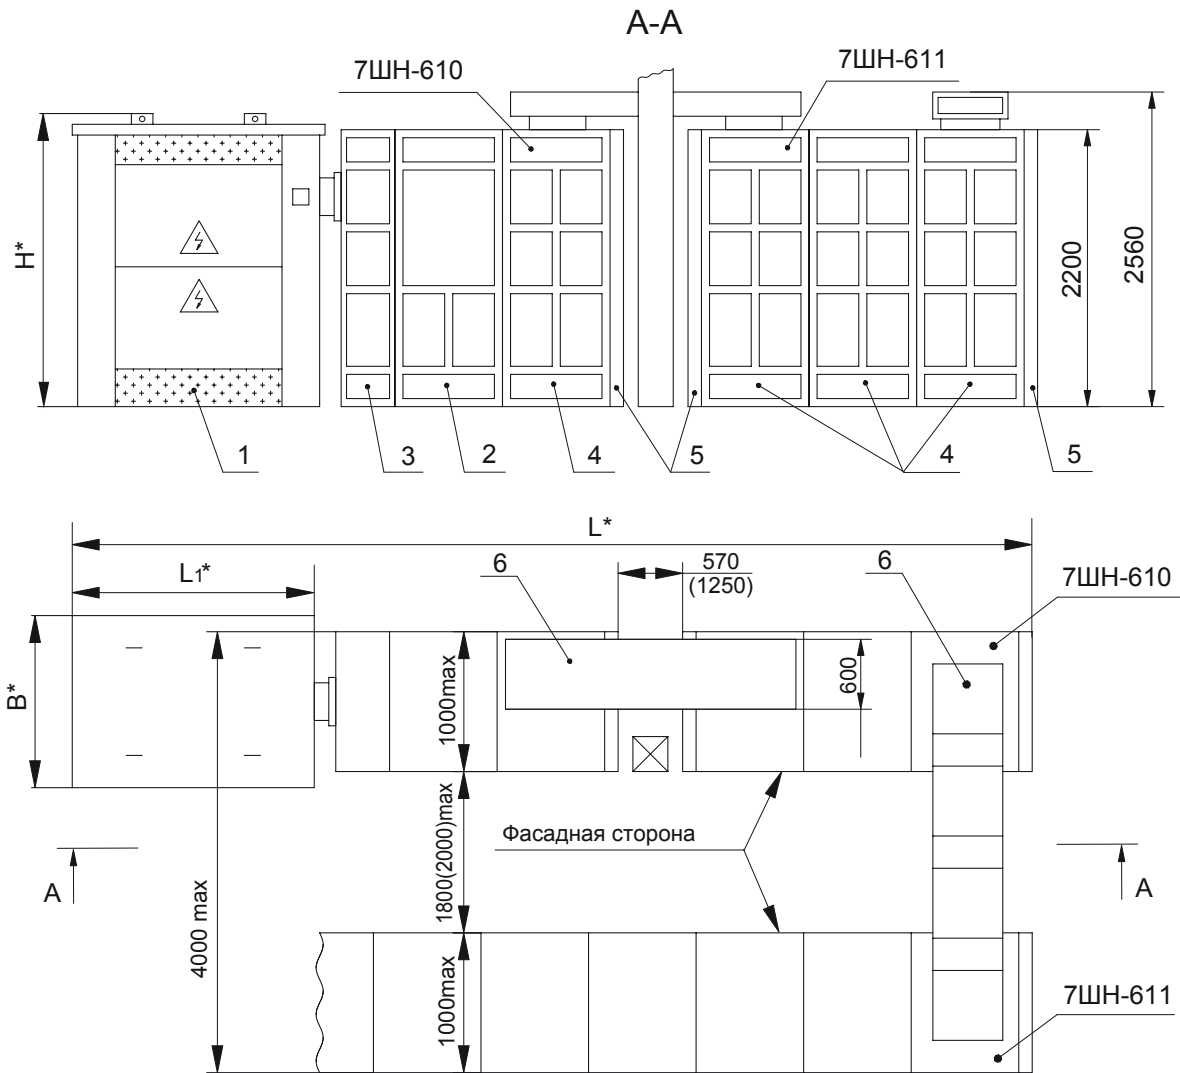 А-А
7ШН-610
7ШН-611
Н*
2200
2560
1
3
2
4
5
4
5
L*
L1*
6
570
(1250)
6
7ШН-610
В*
1000max
600
Фасадная сторона
1800(2000)max
А
А
4000 max
1000max
7ШН-611